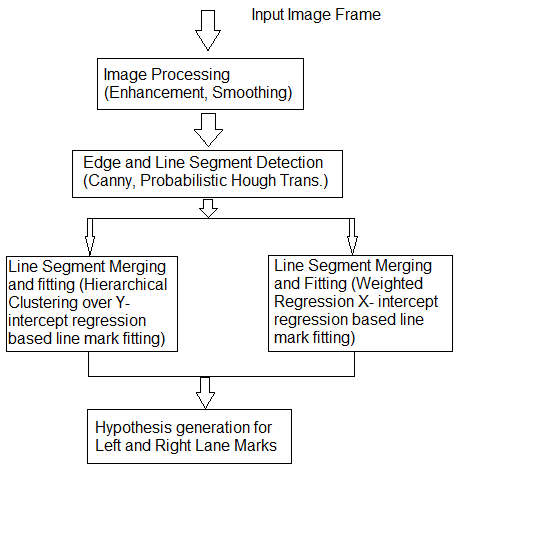 Input Image Frame
Image Processing
(Enhancement, Smoothing)
Edge and Line Segment Detection
(Canny, Probabilistic Hough Trans.)
Line Segment Merging
and fitting (Hierarchical
Clustering over Y-
intercept regression
based line mark fitting)
Line Segment Merging
and Fitting (Weighted
Regression X- intercept
regression based line
mark fitting)
Hypothesis generation for
Left and Right Lane Marks